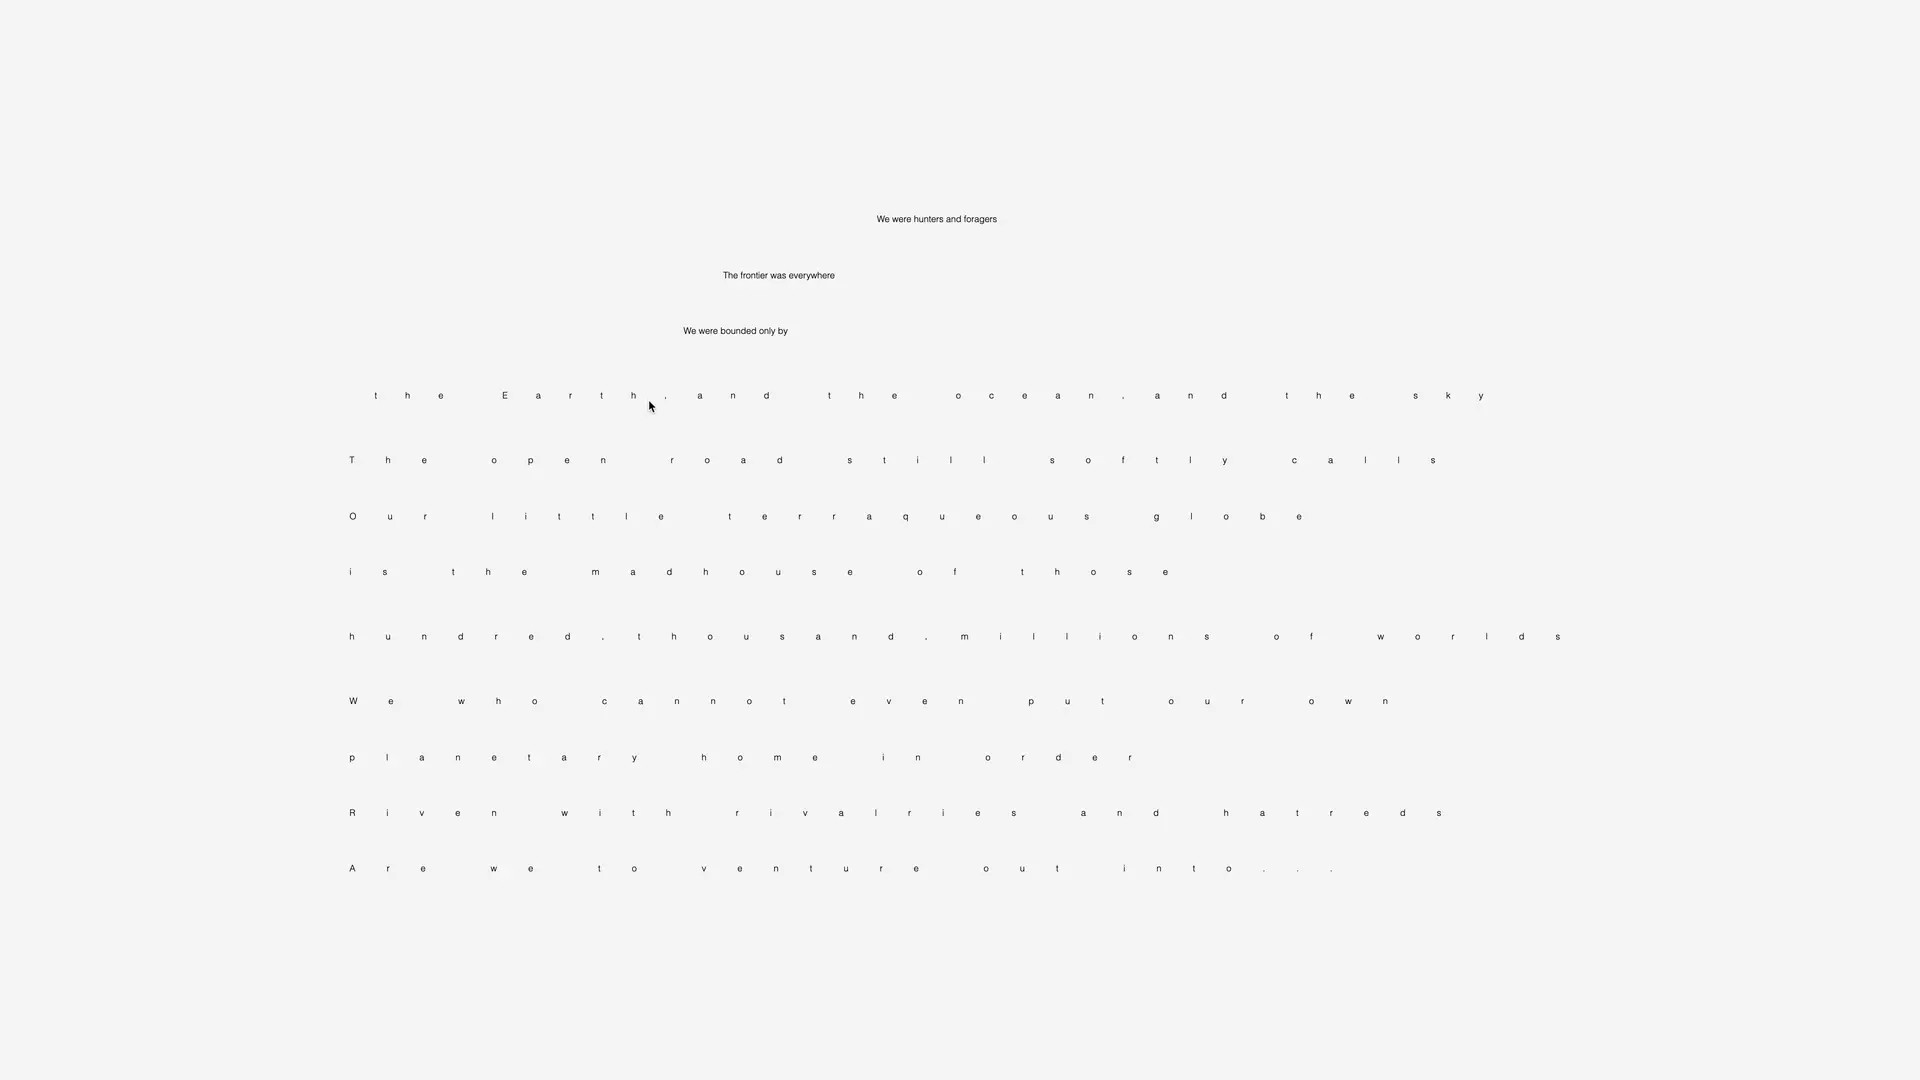 We were hunters and foragers
The frontier was everywhere
We were bounded only by
the Earth, and the ocean, and the sky
The open road still softly calls
Our little terraqueous globe
is the madhouse of those
hundred, thousand, millions of worlds
We who cannot even put our own
planetary home in order
Riven with rivalries and hatreds
Are we to venture out into...